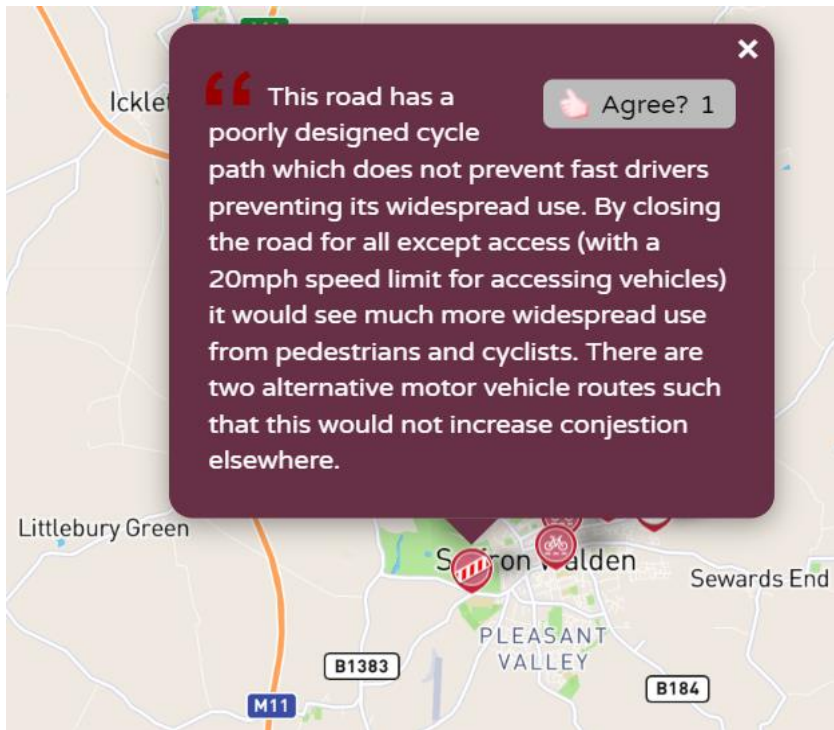 This road has a
Agree? 1
poorly designed cycle
path which does not prevent fast drivers
preventing its widespread use. By closing
the road for all except access (with a
20mph speed limit for accessing vehicles)
it would see much more widespread use
from pedestrians and cyclists. There are
two alternative motor vehicle routes such
that this would not increase conjestion
elsewhere.
Littlebury Green
Sewards End
PLEASANT
VALLEY
B1383
B184
M11